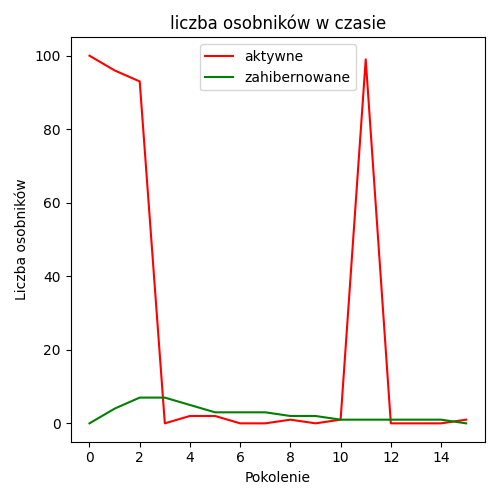 liczba osobników w czasie
aktywne
zahibernowane
Liczba osobników
100
80
60
40
20
0
0 2 4 6 8 10 12 14
Pokolenie